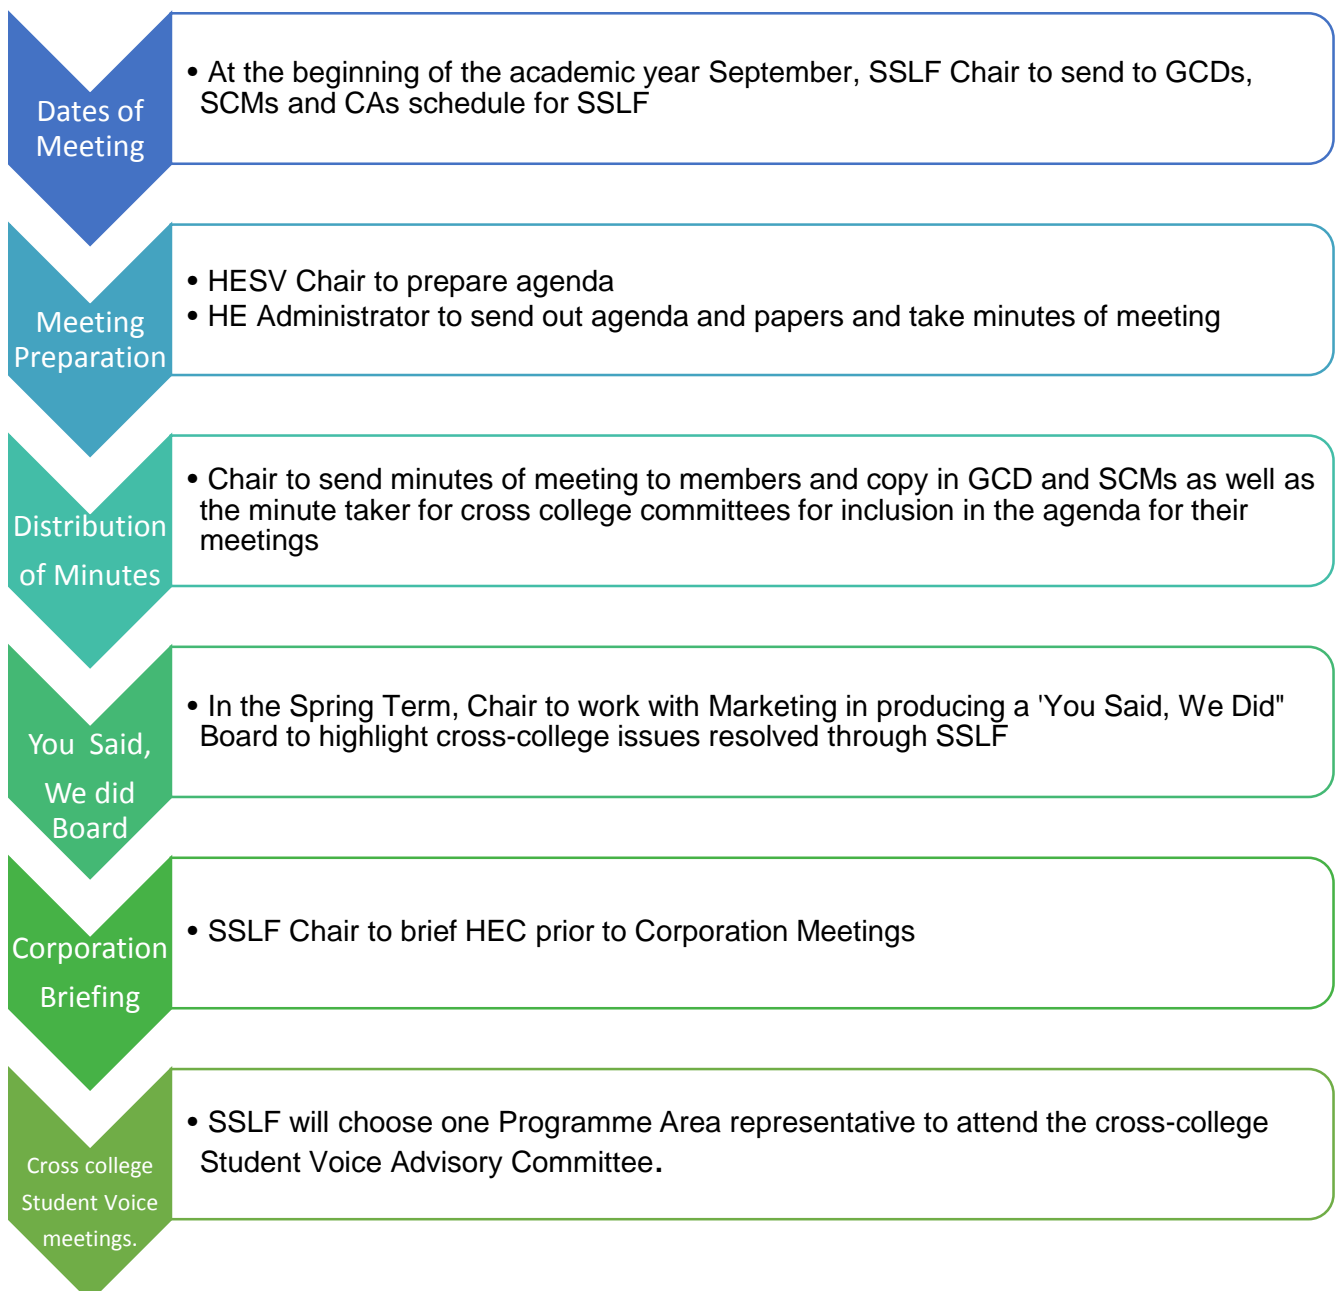 Dates of
Meeting
• At the beginning of the academic year September, SSLF Chair to send to GCDs,
SCMs and CAs schedule for SSLF
Meeting
Preparation
• HESV Chair to prepare agenda
• HE Administrator to send out agenda and papers and take minutes of meeting
Distribution
of Minutes
• Chair to send minutes of meeting to members and copy in GCD and SCMs as well as
the minute taker for cross college committees for inclusion in the agenda for their
meetings
You Said,
We did
Board
• In the Spring Term, Chair to work with Marketing in producing a 'You Said, We Did"
Board to highlight cross-college issues resolved through SSLF
Corporation
Briefing
• SSLF Chair to brief HEC prior to Corporation Meetings
Cross college
Student Voice
meetings.
• SSLF will choose one Programme Area representative to attend the cross-college
Student Voice Advisory Committee.